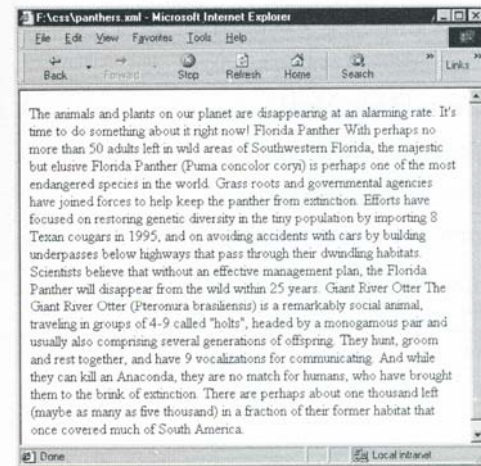 F:\css\panthers.xml - Microsoft Internet Explorer
File Edit View Favorites Tools Help
Back Forward Stop Refresh Home Search » Links »
The animals and plants on our planet are disappearing at an alarming rate. It's
time to do something about it right now! Florida Panther With perhaps no
more than 50 adults left in wild areas of Southwestern Florida, the majestic
but elusive Florida Panther (Puma concolor coryi) is perhaps one of the most
endangered species in the world. Grass roots and governmental agencies
have joined forces to help keep the panther from extinction. Efforts have
focused on restoring genetic diversity in the tiny population by importing 8
Texan cougars in 1995, and on avoiding accidents with cars by building
underpasses below highways that pass through their dwindling habitats.
Scientists believe that without an effective management plan, the Florida
Panther will disappear from the wild within 25 years. Giant River Otter The
Giant River Otter (Pteronura brasiliensis) is a remarkably social animal,
traveling in groups of 4-9 called "holts", headed by a monogamous pair and
usually also comprising several generations of offspring. They hunt, groom
and rest together, and have 9 vocalizations for communicating. And while
they can kill an Anaconda, they are no match for humans, who have brought
them to the brink of extinction. There are perhaps about one thousand left
(maybe as many as five thousand) in a fraction of their former habitat that
once covered much of South America.
Done Local intranet